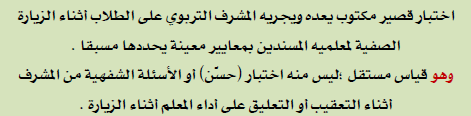 اختبار قصير مكتوب يعده ويجريه المشرف التربوي على الطلاب أثناء الزيارة
الصفية لمعلميه المسندين بمعايير معينة يحددها مسبقا .
وهو قياس مستقل ؛ليس منه اختبار (حسّن) أو الأسئلة الشفهية من المشرف
أثناء التعقيب أو التعليق على أداء المعلم أثناء الزيارة .